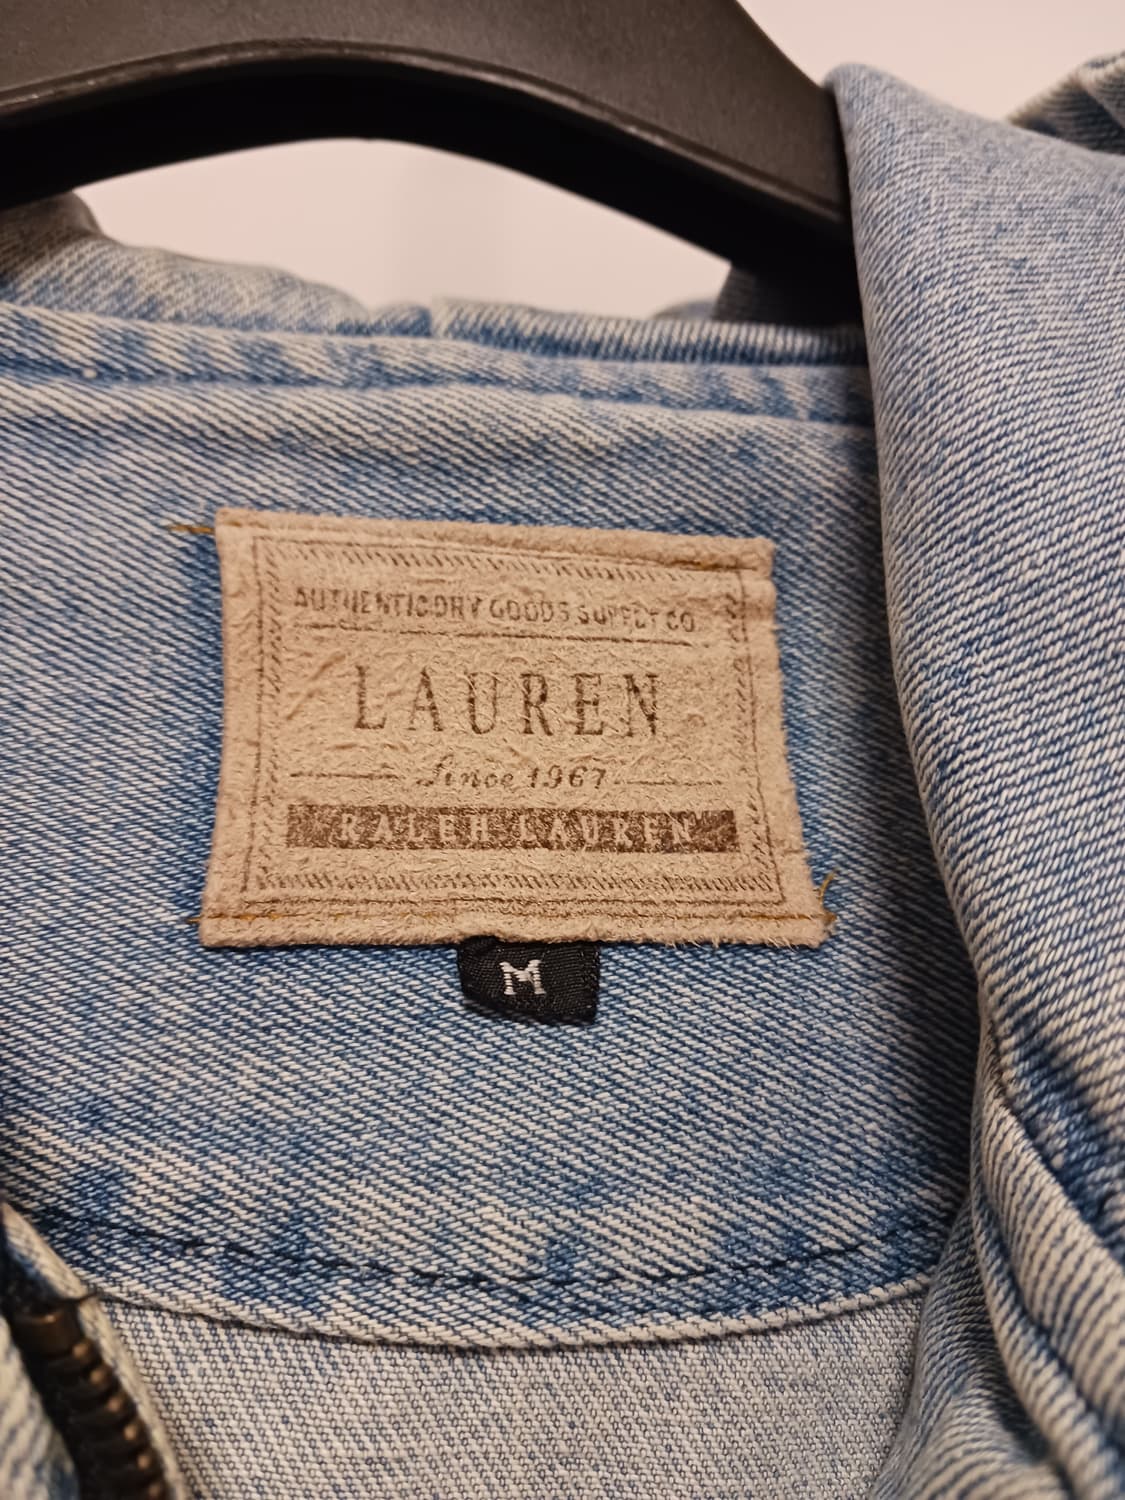 AUTHENTIC DRY GOODS SUPPLY CO.
LAUREN
Since 1967
RALPH LAUREN
M